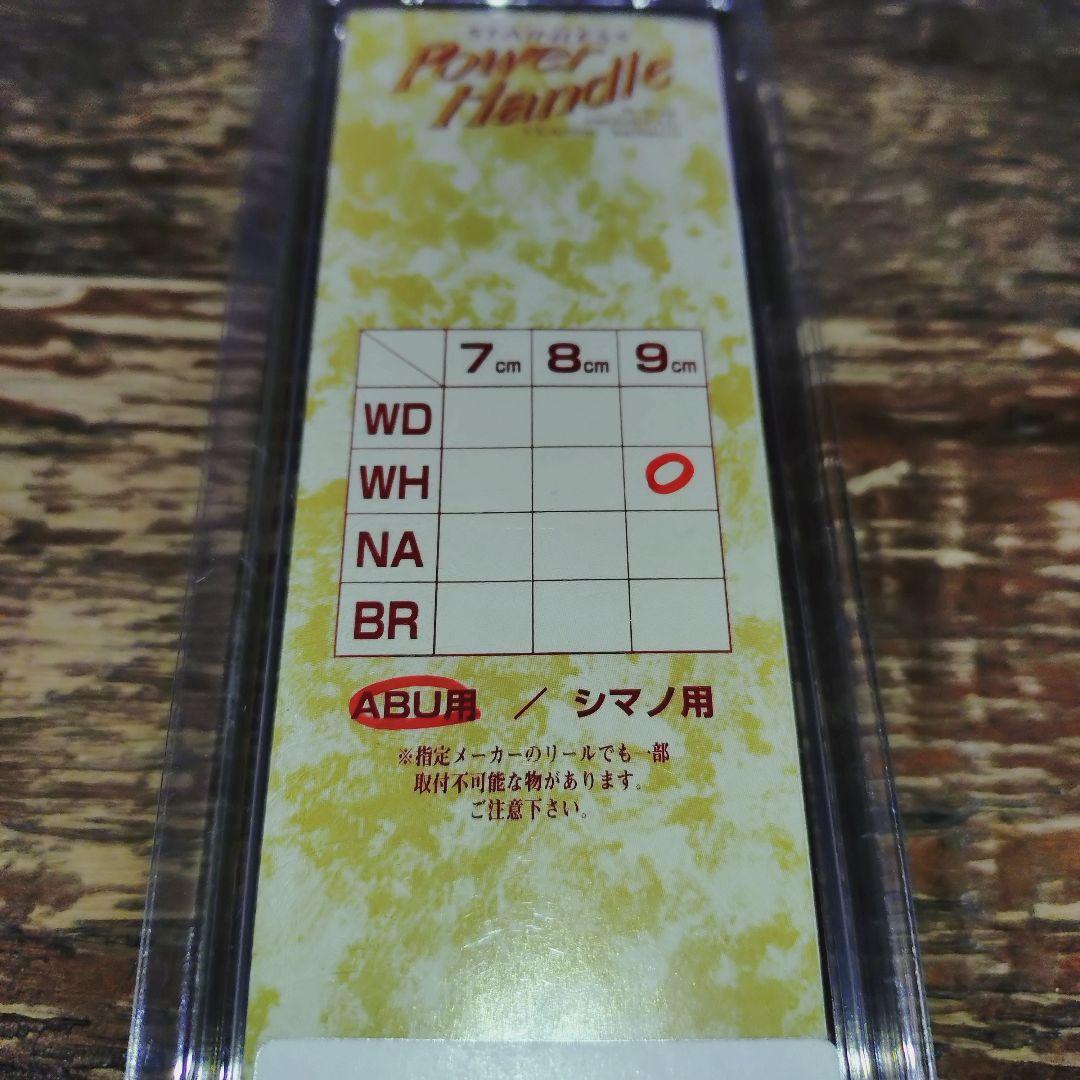 Power
Handle
7cm 8cm 9cm
WD
WH
NA
BR
ABU用 / シマノ用
※指定メーカーのリールでも一部
取付不可能な物があります。
ご注意下さい。